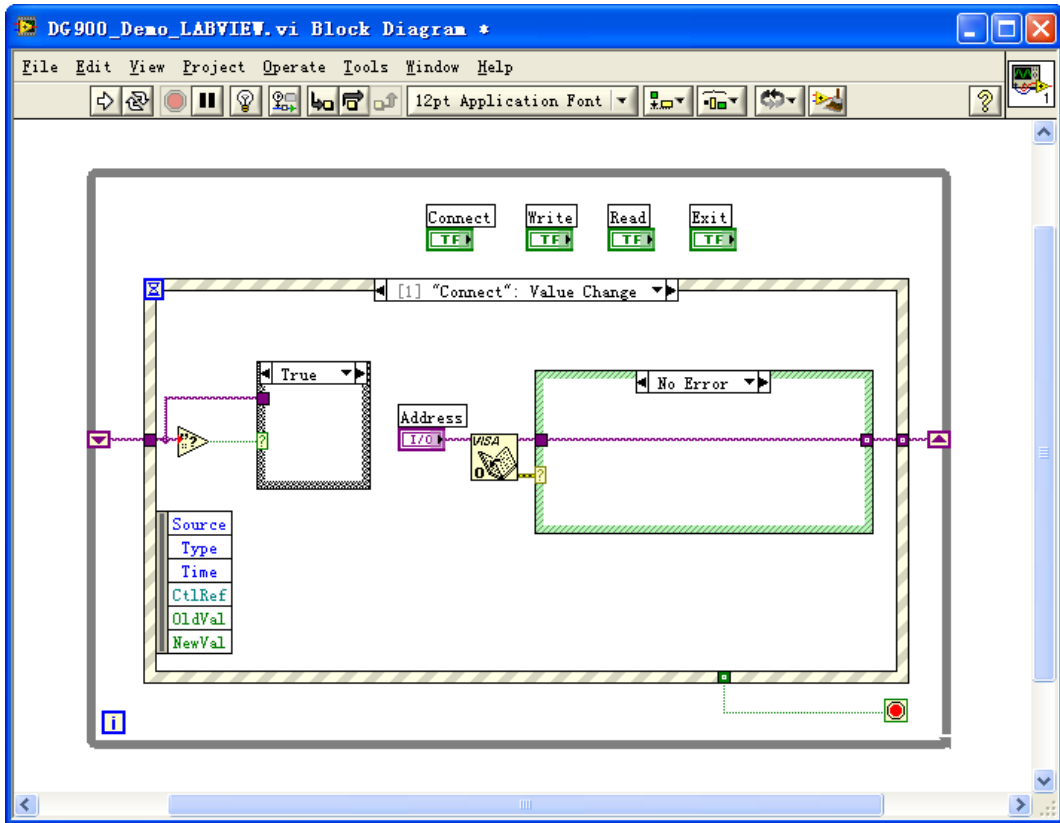 DG900_Demo_LABVIEW.vi Block Diagram *
File Edit View Project Operate Tools Window Help
12pt Application Font
1
Connect Write Read Exit
TF TF TF TF
[1] "Connect": Value Change
True
No Error
Address
I/O
VISA
"?
?
0
?
Source
Type
Time
CtlRef
OldVal
NewVal
i